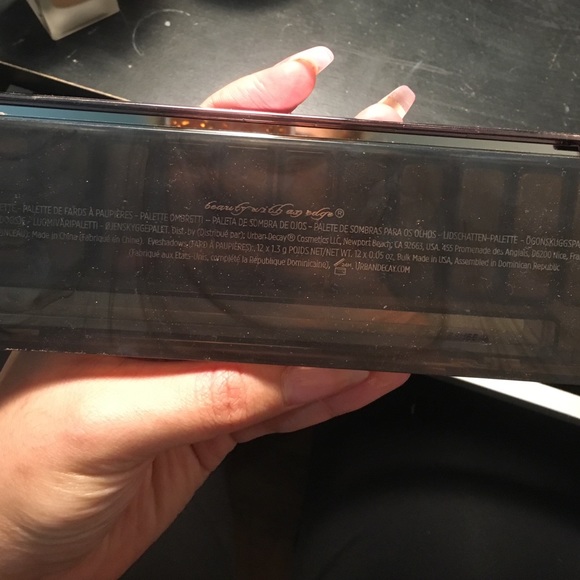 beauty with an edge®
- PALETTE DE FARDS À PAUPIÈRES - PALETTE OMBRETTI - PALETA DE SOMBRA DE OJOS - PALETE DE SOMBRAS PARA OS OLHOS - LIDSCHATTEN-PALETTE -
- LUOMIVÄRIPALETTI - ØJENSKYGGEPALET. Dist. by (Distribué par): Urban Decay® Cosmetics LLC, Newport Beach, CA 92663, USA. 455 Promenade des Anglais, 06200 Nice,
Made in China (Fabriqué en Chine). Eyeshadows (FARD À PAUPIÈRES): 12 x 1.3 g POIDS NET/NET WT. 12 x 0.05 oz. Bulk Made in USA, Assembled in Dominican Republic
(Fabriqué aux États-Unis, complété la République Dominicaine). URBANDECAY.COM